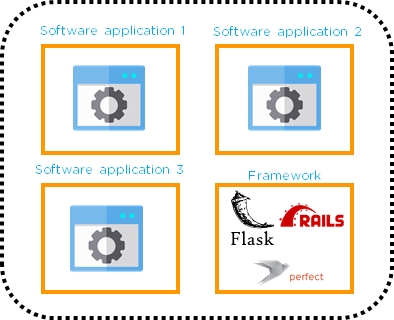 Software application 1
Software application 2
Software application 3
Framework
Flask
RAILS
perfect